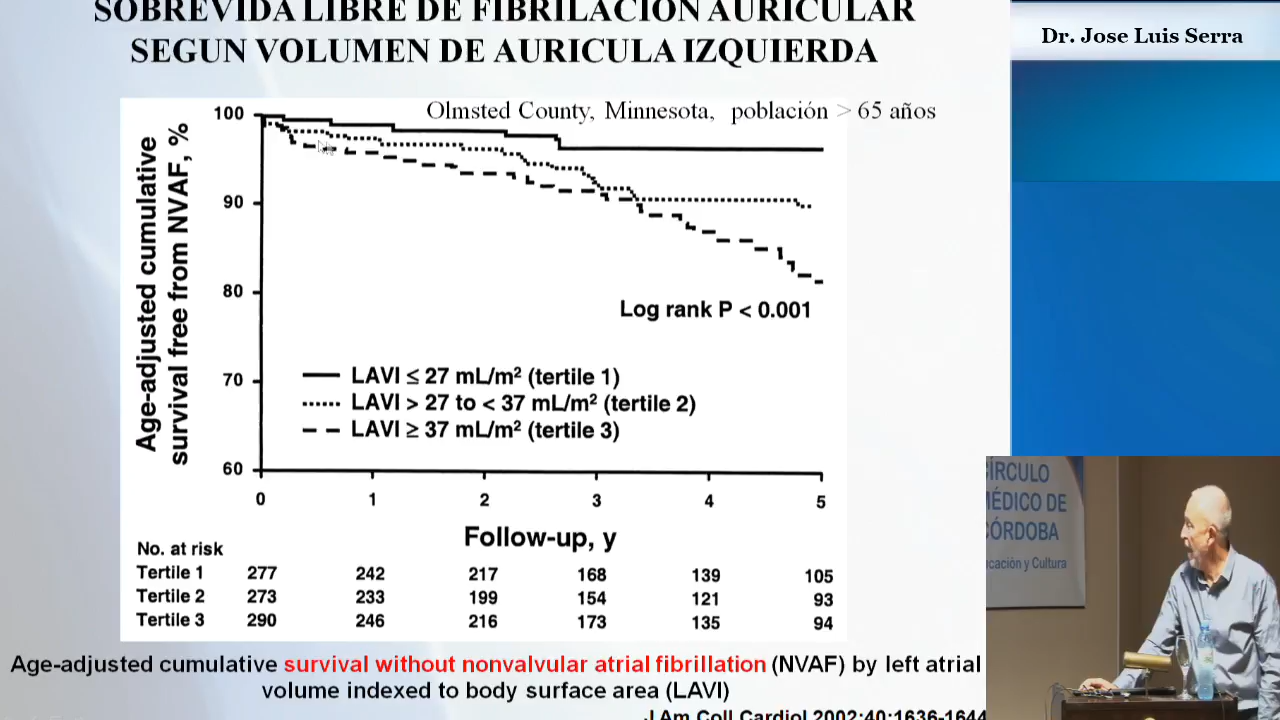 SOBREVIDA LIBRE DE FIBRILACION AURICULAR
SEGUN VOLUMEN DE AURICULA IZQUIERDA
Dr. Jose Luis Serra
Olmsted County, Minnesota, población > 65 años
Age-adjusted cumulative
survival free from NVAF, %
100
90
80
70
60
Log rank P < 0.001
LAVI ≤ 27 mL/m² (tertile 1)
LAVI > 27 to < 37 mL/m² (tertile 2)
LAVI ≥ 37 mL/m² (tertile 3)
0 1 2 3 4 5
Follow-up, y
No. at risk
Tertile 1 277 242 217 168 139 105
Tertile 2 273 233 199 154 121 93
Tertile 3 290 246 216 173 135 94
Age-adjusted cumulative survival without nonvalvular atrial fibrillation (NVAF) by left atrial
volume indexed to body surface area (LAVI)
J Am Coll Cardiol 2002;40:1636-1644
CÍRCULO
MÉDICO DE
CÓRDOBA
cación y Cultura